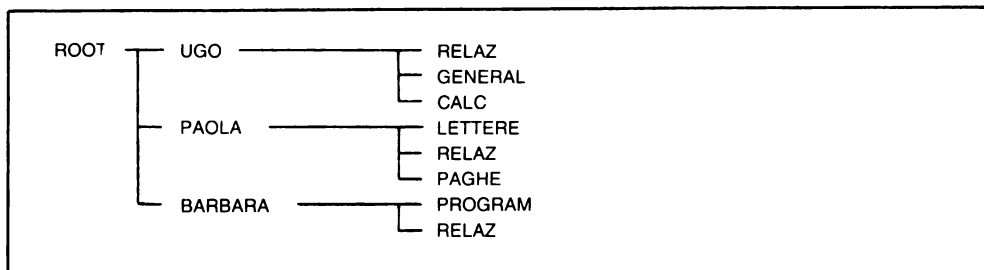 ROOT UGO RELAZ
GENERAL
CALC
PAOLA LETTERE
RELAZ
PAGHE
BARBARA PROGRAM
RELAZ